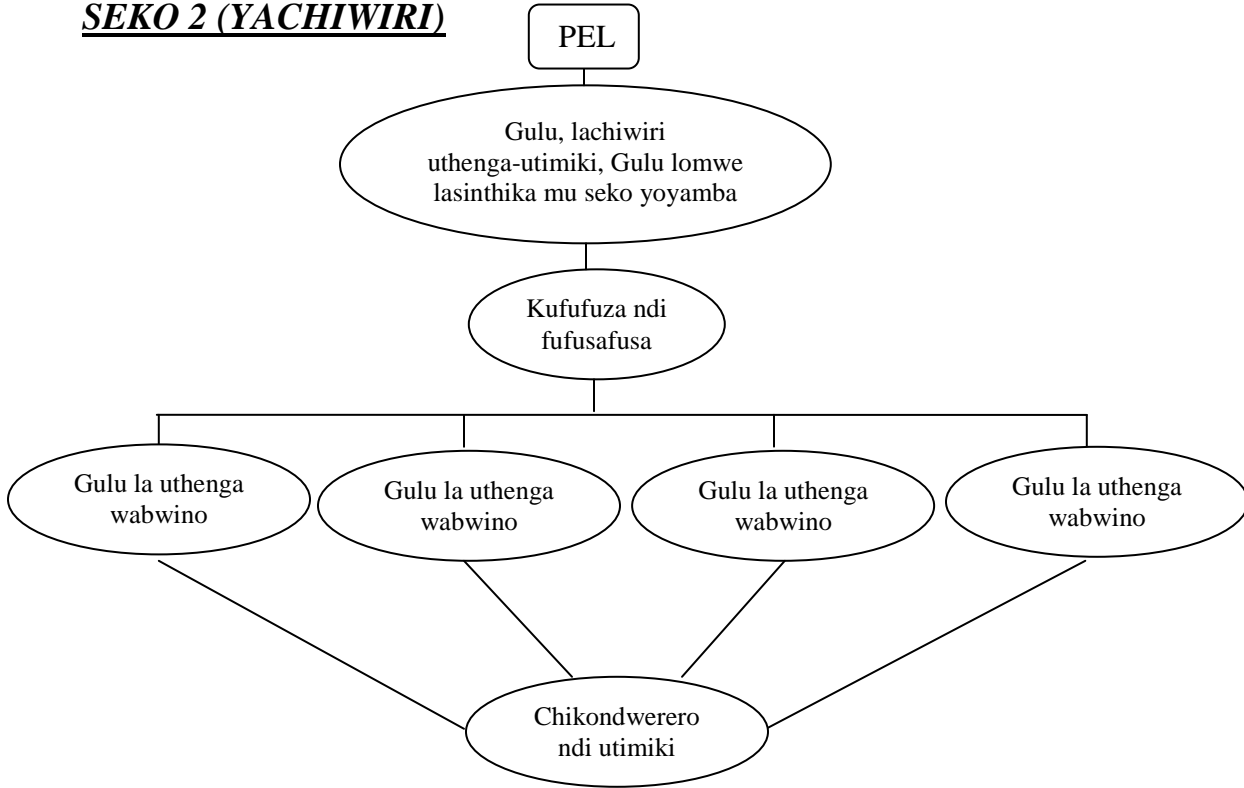 SEKO 2 (YACHIWIRI)
PEL
Gulu, lachiwiri
uthenga-utimiki, Gulu lomwe
lasinthika mu seko yoyamba
Kufufuza ndi
fufusafusa
Gulu la uthenga
wabwino
Gulu la uthenga
wabwino
Gulu la uthenga
wabwino
Gulu la uthenga
wabwino
Chikondwerero
ndi utimiki